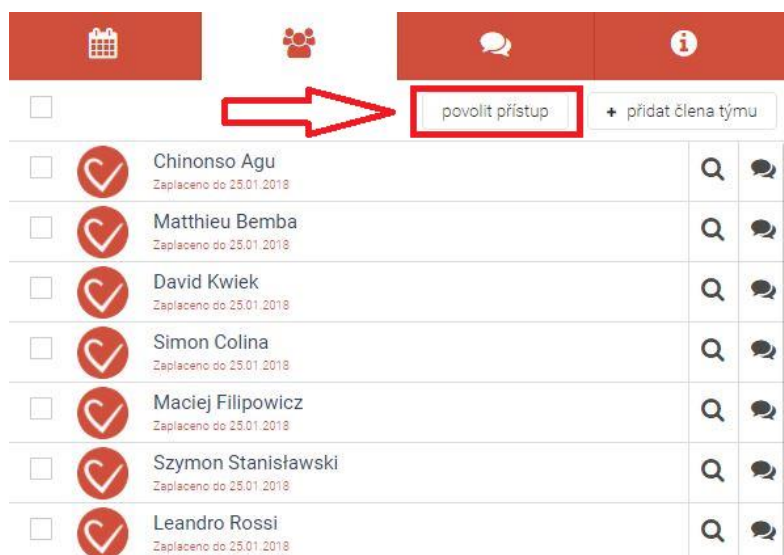 povolit přístup
+ přidat člena týmu
Chinonso Agu
Zaplaceno do 25.01.2018
Matthieu Bemba
Zaplaceno do 25.01.2018
David Kwiek
Zaplaceno do 25.01.2018
Simon Colina
Zaplaceno do 25.01.2018
Maciej Filipowicz
Zaplaceno do 25.01.2018
Szymon Stanisławski
Zaplaceno do 25.01.2018
Leandro Rossi
Zaplaceno do 25.01.2018